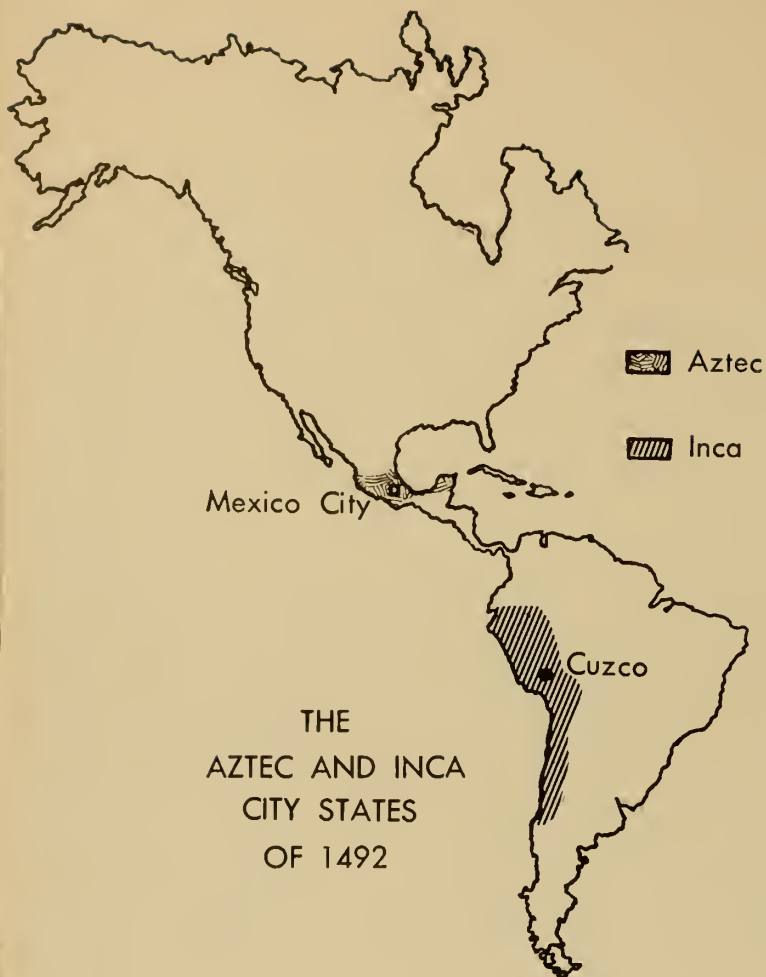 Aztec
Inca
Mexico City
Cuzco
THE
AZTEC AND INCA
CITY STATES
OF 1492